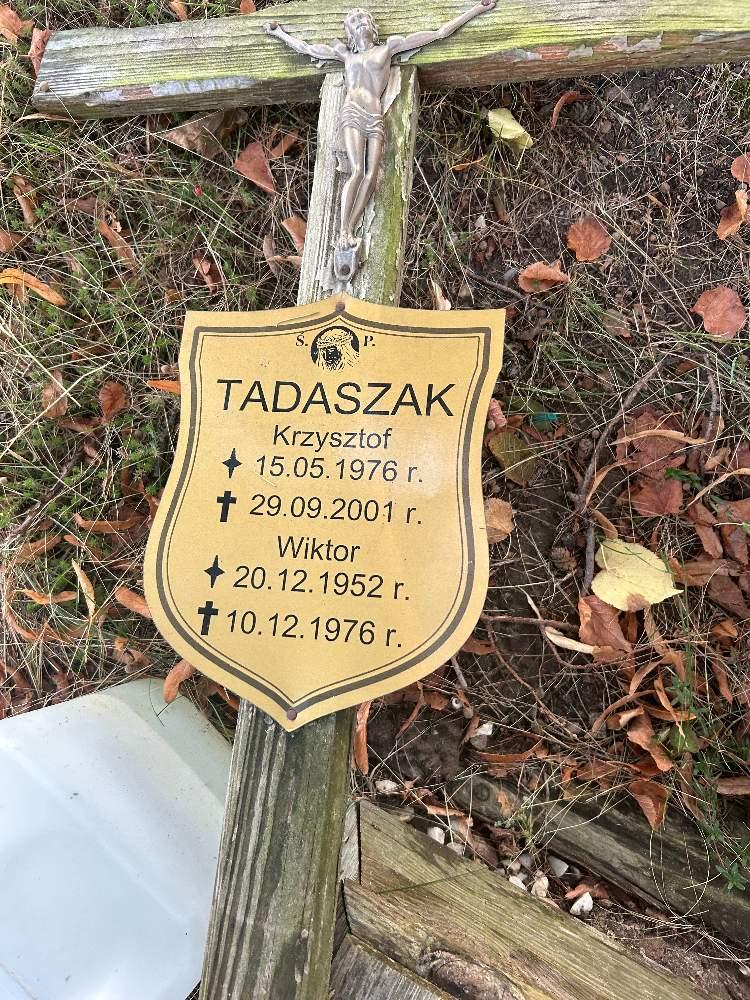 S. P.
TADASZAK
Krzysztof
15.05.1976 r.
29.09.2001 r.
Wiktor
20.12.1952 r.
10.12.1976 r.